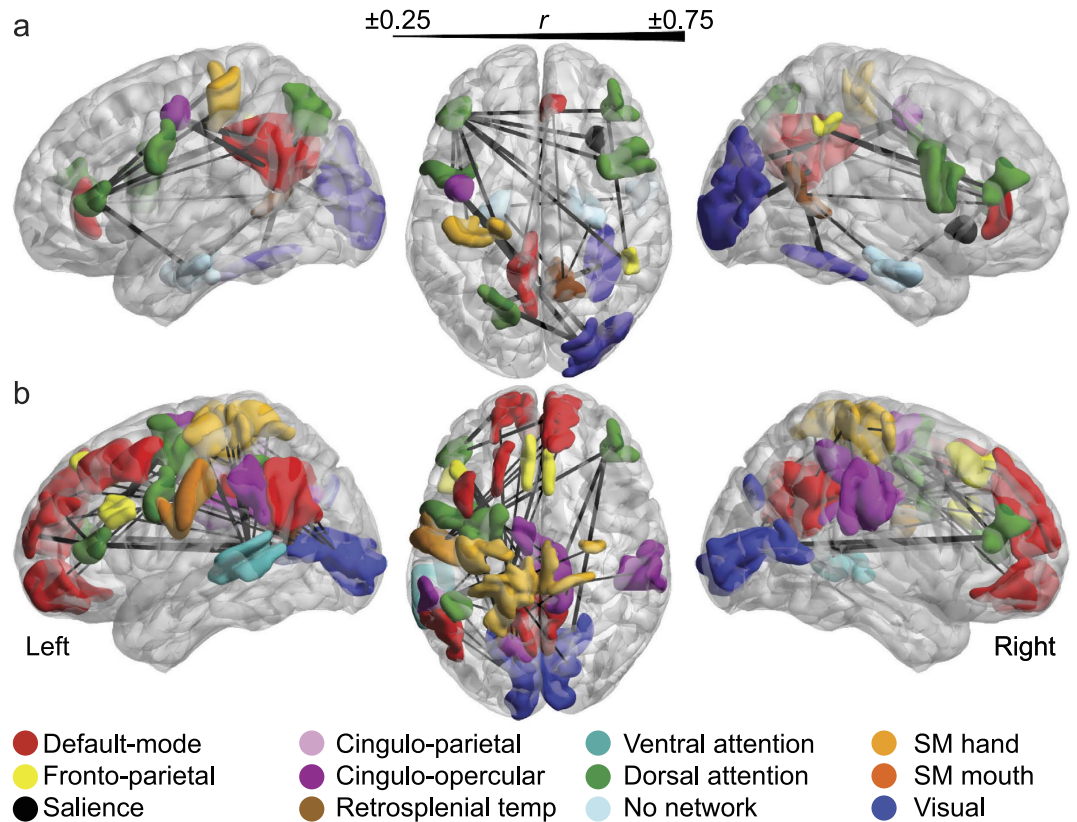 a
±0.25 r ±0.75
b
Left
Right
Default-mode
Cingulo-parietal
Ventral attention
SM hand
Fronto-parietal
Cingulo-opercular
Dorsal attention
SM mouth
Salience
Retrosplenial temp
No network
Visual